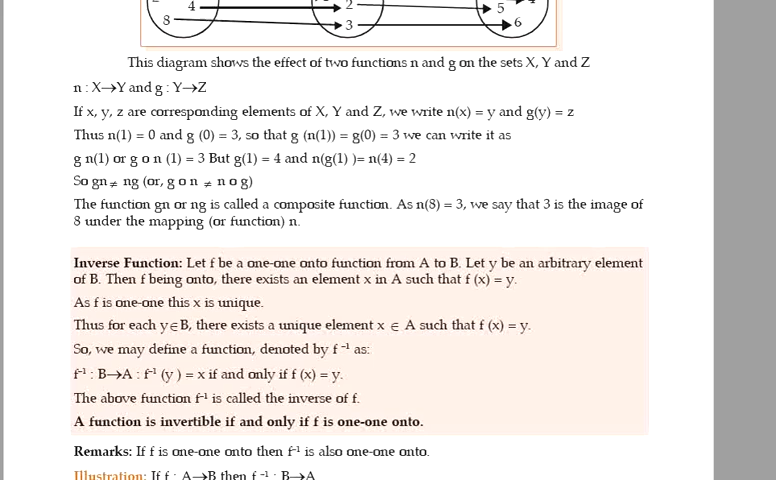 4 2 5
8 3 6
This diagram shows the effect of two functions n and g on the sets X, Y and Z
n : X→Y and g : Y→Z
If x, y, z are corresponding elements of X, Y and Z, we write n(x) = y and g(y) = z
Thus n(1) = 0 and g (0) = 3, so that g (n(1)) = g(0) = 3 we can write it as
g n(1) or g o n (1) = 3 But g(1) = 4 and n(g(1) )= n(4) = 2
So gn ≠ ng (or, g o n ≠ n o g)
The function gn or ng is called a composite function. As n(8) = 3, we say that 3 is the image of
8 under the mapping (or function) n.
Inverse Function: Let f be a one-one onto function from A to B. Let y be an arbitrary element
of B. Then f being onto, there exists an element x in A such that f (x) = y.
As f is one-one this x is unique.
Thus for each y∈B, there exists a unique element x ∈ A such that f (x) = y.
So, we may define a function, denoted by f ⁻¹ as:
f⁻¹ : B→A : f⁻¹ (y ) = x if and only if f (x) = y.
The above function f⁻¹ is called the inverse of f.
A function is invertible if and only if f is one-one onto.
Remarks: If f is one-one onto then f⁻¹ is also one-one onto.
Illustration: If f : A→B then f ⁻¹ : B→A